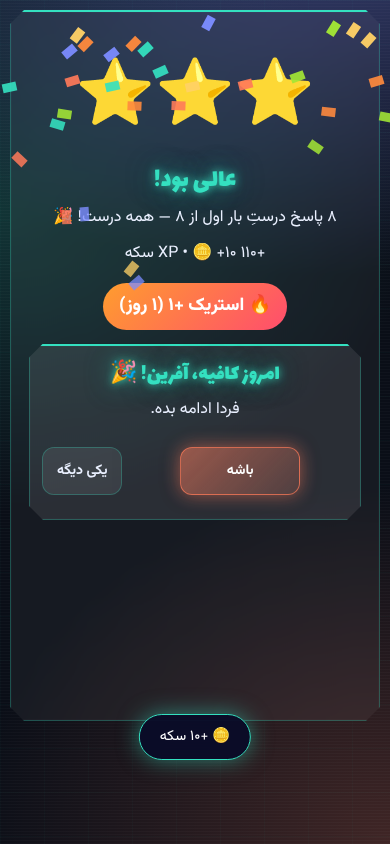 عالی بود!
۸ پاسخ درستِ بار اول از ۸ — همه درست! 🎉
+۱۱۰ XP • 🪙 +۱۰ سکه
🔥 استریک +۱ (۱ روز)
امروز کافیه، آفرین! 🎉
فردا ادامه بده.
باشه
یکی دیگه
🪙 +۱۰ سکه